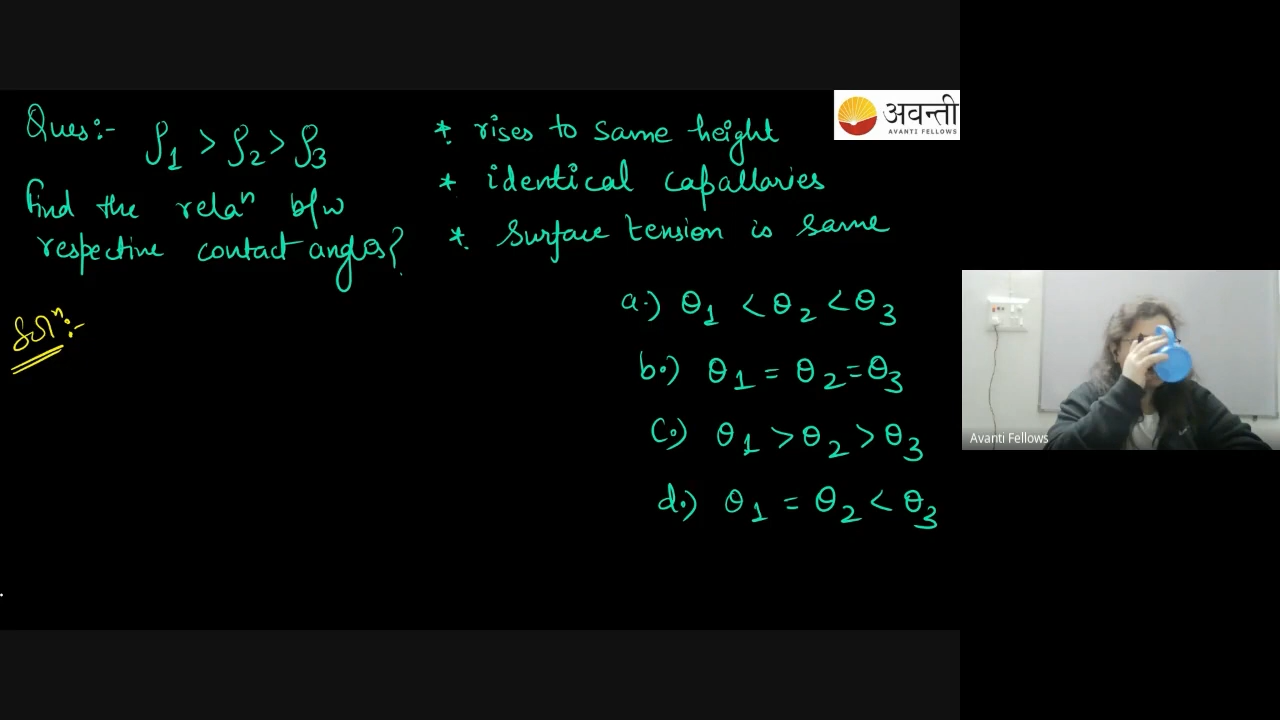 Ques:- ρ₁ > ρ₂ > ρ₃
Find the relaⁿ b/w
respective contact angles?
* rises to same height
* identical capallaries
* surface tension is same
a.) θ₁ < θ₂ < θ₃
b.) θ₁ = θ₂ = θ₃
c.) θ₁ > θ₂ > θ₃
d.) θ₁ = θ₂ < θ₃
Solⁿ:-
अवन्ती
AVANTI FELLOWS
Avanti Fellows